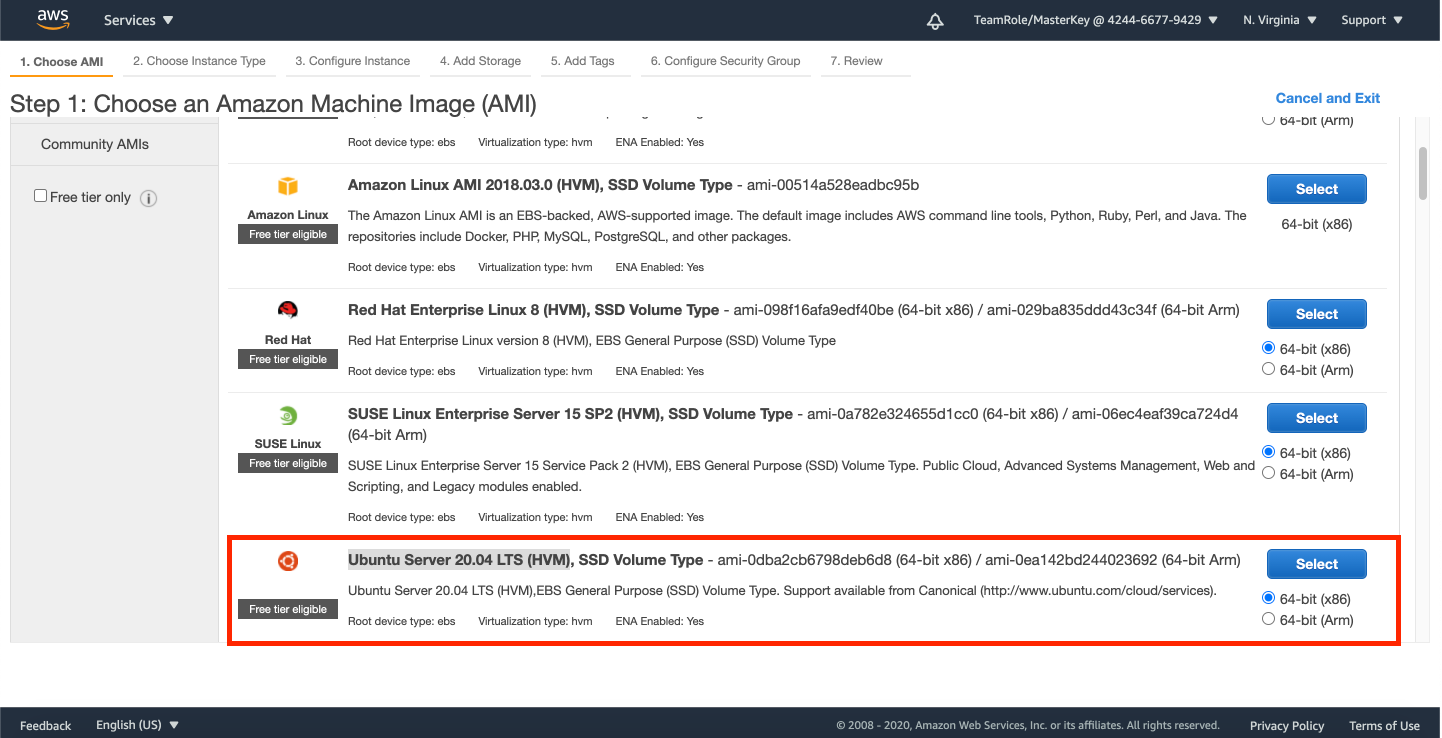 aws
Services
TeamRole/MasterKey @ 4244-6677-9429
N. Virginia
Support
1. Choose AMI
2. Choose Instance Type
3. Configure Instance
4. Add Storage
5. Add Tags
6. Configure Security Group
7. Review
Step 1: Choose an Amazon Machine Image (AMI)
Cancel and Exit
Community AMIs
Free tier only
64-bit (Arm)
Root device type: ebs Virtualization type: hvm ENA Enabled: Yes
Amazon Linux
Free tier eligible
Amazon Linux AMI 2018.03.0 (HVM), SSD Volume Type - ami-00514a528eadbc95b
The Amazon Linux AMI is an EBS-backed, AWS-supported image. The default image includes AWS command line tools, Python, Ruby, Perl, and Java. The
repositories include Docker, PHP, MySQL, PostgreSQL, and other packages.
Root device type: ebs Virtualization type: hvm ENA Enabled: Yes
Select
64-bit (x86)
Red Hat
Free tier eligible
Red Hat Enterprise Linux 8 (HVM), SSD Volume Type - ami-098f16afa9edf40be (64-bit x86) / ami-029ba835ddd43c34f (64-bit Arm)
Red Hat Enterprise Linux version 8 (HVM), EBS General Purpose (SSD) Volume Type
Root device type: ebs Virtualization type: hvm ENA Enabled: Yes
Select
64-bit (x86)
64-bit (Arm)
SUSE Linux
Free tier eligible
SUSE Linux Enterprise Server 15 SP2 (HVM), SSD Volume Type - ami-0a782e324655d1cc0 (64-bit x86) / ami-06ec4eaf39ca724d4
(64-bit Arm)
SUSE Linux Enterprise Server 15 Service Pack 2 (HVM), EBS General Purpose (SSD) Volume Type. Public Cloud, Advanced Systems Management, Web and
Scripting, and Legacy modules enabled.
Root device type: ebs Virtualization type: hvm ENA Enabled: Yes
Select
64-bit (x86)
64-bit (Arm)
Free tier eligible
Ubuntu Server 20.04 LTS (HVM), SSD Volume Type - ami-0dba2cb6798deb6d8 (64-bit x86) / ami-0ea142bd244023692 (64-bit Arm)
Ubuntu Server 20.04 LTS (HVM),EBS General Purpose (SSD) Volume Type. Support available from Canonical (http://www.ubuntu.com/cloud/services).
Root device type: ebs Virtualization type: hvm ENA Enabled: Yes
Select
64-bit (x86)
64-bit (Arm)
Feedback
English (US)
© 2008 - 2020, Amazon Web Services, Inc. or its affiliates. All rights reserved.
Privacy Policy
Terms of Use